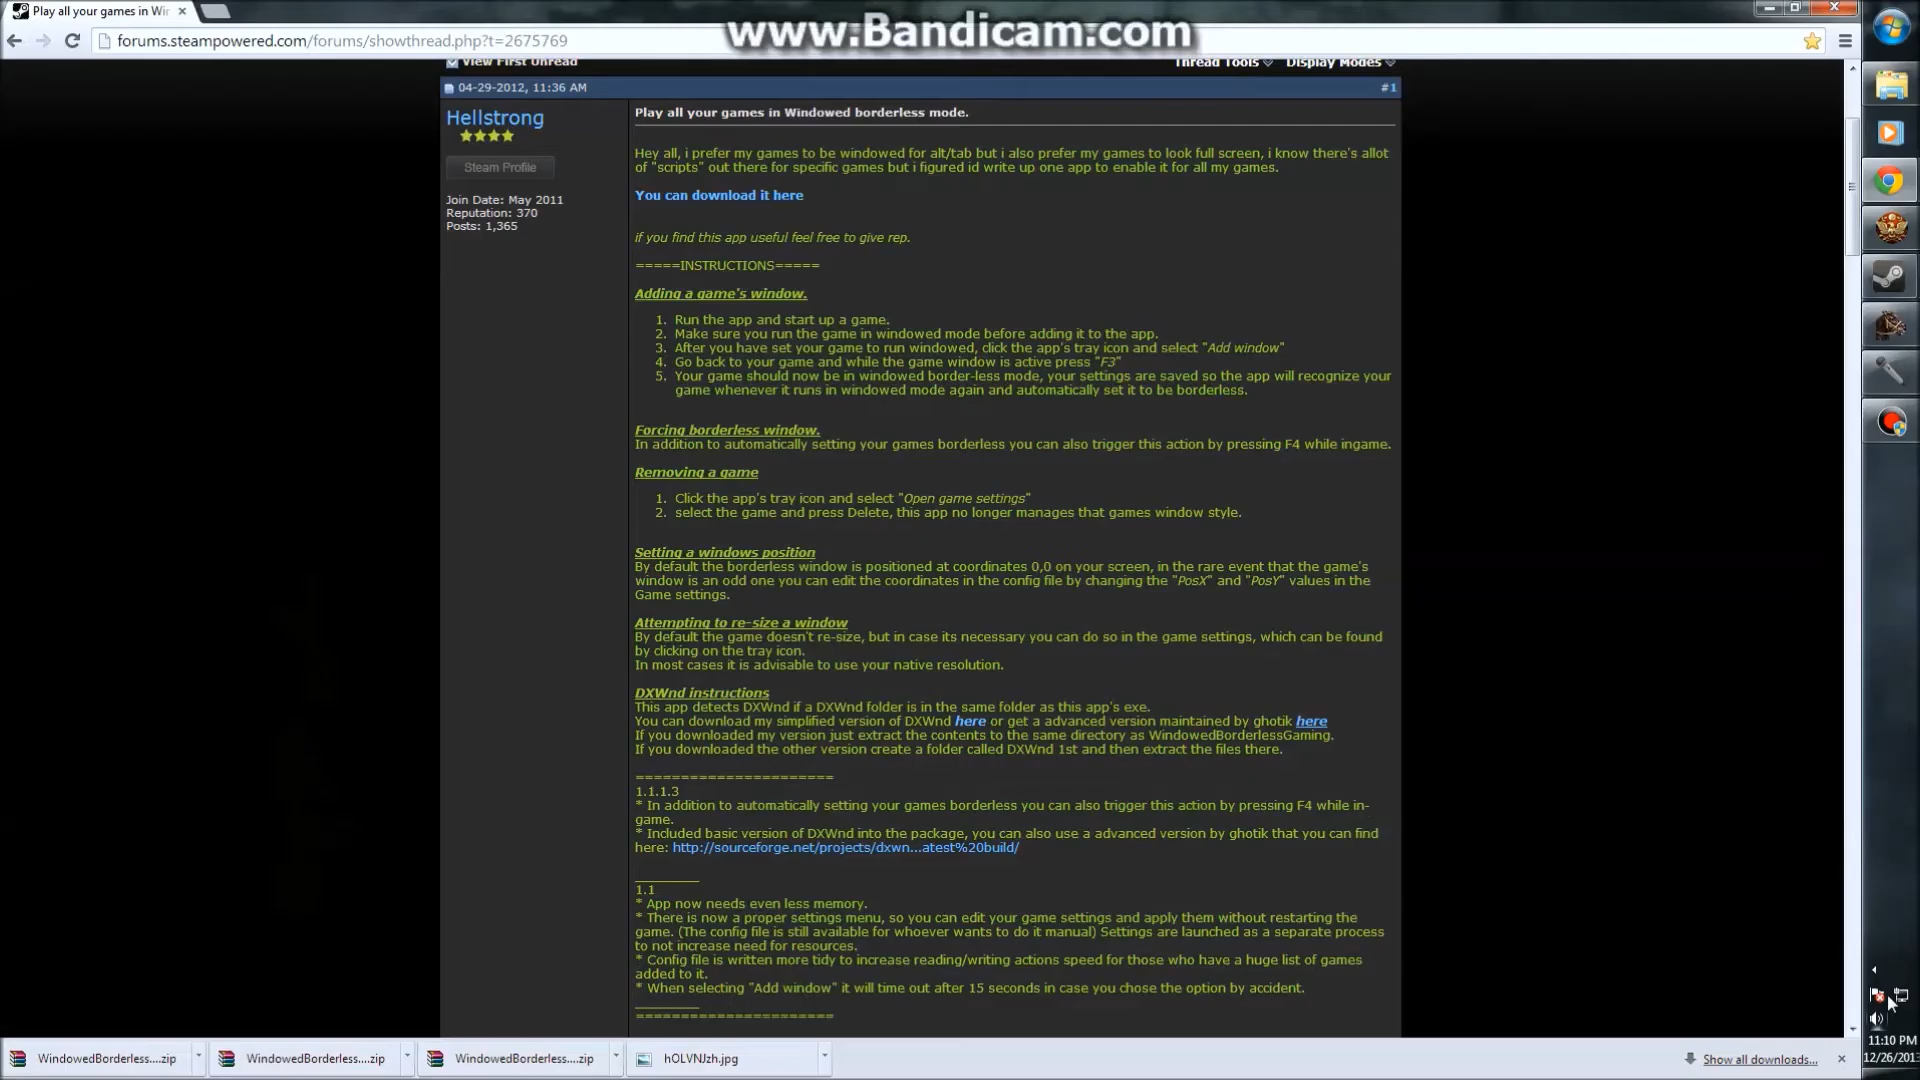 Play all your games in Wir
www.Bandicam.com
forums.steampowered.com/forums/showthread.php?t=2675769
View First Unread
Thread Tools
Display Modes
04-29-2012, 11:36 AM
#1
Hellstrong
Steam Profile
Join Date: May 2011
Reputation: 370
Posts: 1,365
Play all your games in Windowed borderless mode.
Hey all, i prefer my games to be windowed for alt/tab but i also prefer my games to look full screen, i know there's allot
of "scripts" out there for specific games but i figured id write up one app to enable it for all my games.
You can download it here
if you find this app useful feel free to give rep.
=====INSTRUCTIONS=====
Adding a game's window.
1. Run the app and start up a game.
2. Make sure you run the game in windowed mode before adding it to the app.
3. After you have set your game to run windowed, click the app's tray icon and select "Add window"
4. Go back to your game and while the game window is active press "F3"
5. Your game should now be in windowed border-less mode, your settings are saved so the app will recognize your
game whenever it runs in windowed mode again and automatically set it to be borderless.
Forcing borderless window.
In addition to automatically setting your games borderless you can also trigger this action by pressing F4 while ingame.
Removing a game
1. Click the app's tray icon and select "Open game settings"
2. select the game and press Delete, this app no longer manages that games window style.
Setting a windows position
By default the borderless window is positioned at coordinates 0,0 on your screen, in the rare event that the game's
window is an odd one you can edit the coordinates in the config file by changing the "PosX" and "PosY" values in the
Game settings.
Attempting to re-size a window
By default the game doesn't re-size, but in case its necessary you can do so in the game settings, which can be found
by clicking on the tray icon.
In most cases it is advisable to use your native resolution.
DXWnd instructions
This app detects DXWnd if a DXWnd folder is in the same folder as this app's exe.
You can download my simplified version of DXWnd here or get a advanced version maintained by ghotik here
If you downloaded my version just extract the contents to the same directory as WindowedBorderlessGaming.
If you downloaded the other version create a folder called DXWnd 1st and then extract the files there.
======================
1.1.1.3
* In addition to automatically setting your games borderless you can also trigger this action by pressing F4 while in-
game.
* Included basic version of DXWnd into the package, you can also use a advanced version by ghotik that you can find
here: http://sourceforge.net/projects/dxwn...atest%20build/
_________
1.1
* App now needs even less memory.
* There is now a proper settings menu, so you can edit your game settings and apply them without restarting the
game. (The config file is still available for whoever wants to do it manual) Settings are launched as a separate process
to not increase need for resources.
* Config file is written more tidy to increase reading/writing actions speed for those who have a huge list of games
added to it.
* When selecting "Add window" it will time out after 15 seconds in case you chose the option by accident.
_________
======================
WindowedBorderless....zip
WindowedBorderless....zip
WindowedBorderless....zip
hOLVNJzh.jpg
Show all downloads...
11:10 PM
12/26/201